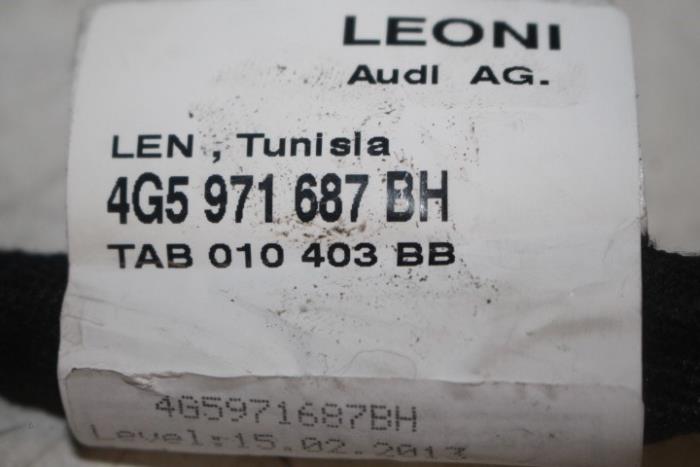 LEONI
Audi AG.
LEN , Tunisia
4G5 971 687 BH
TAB 010 403 BB
4G5971687BH
Level:15.02.2013